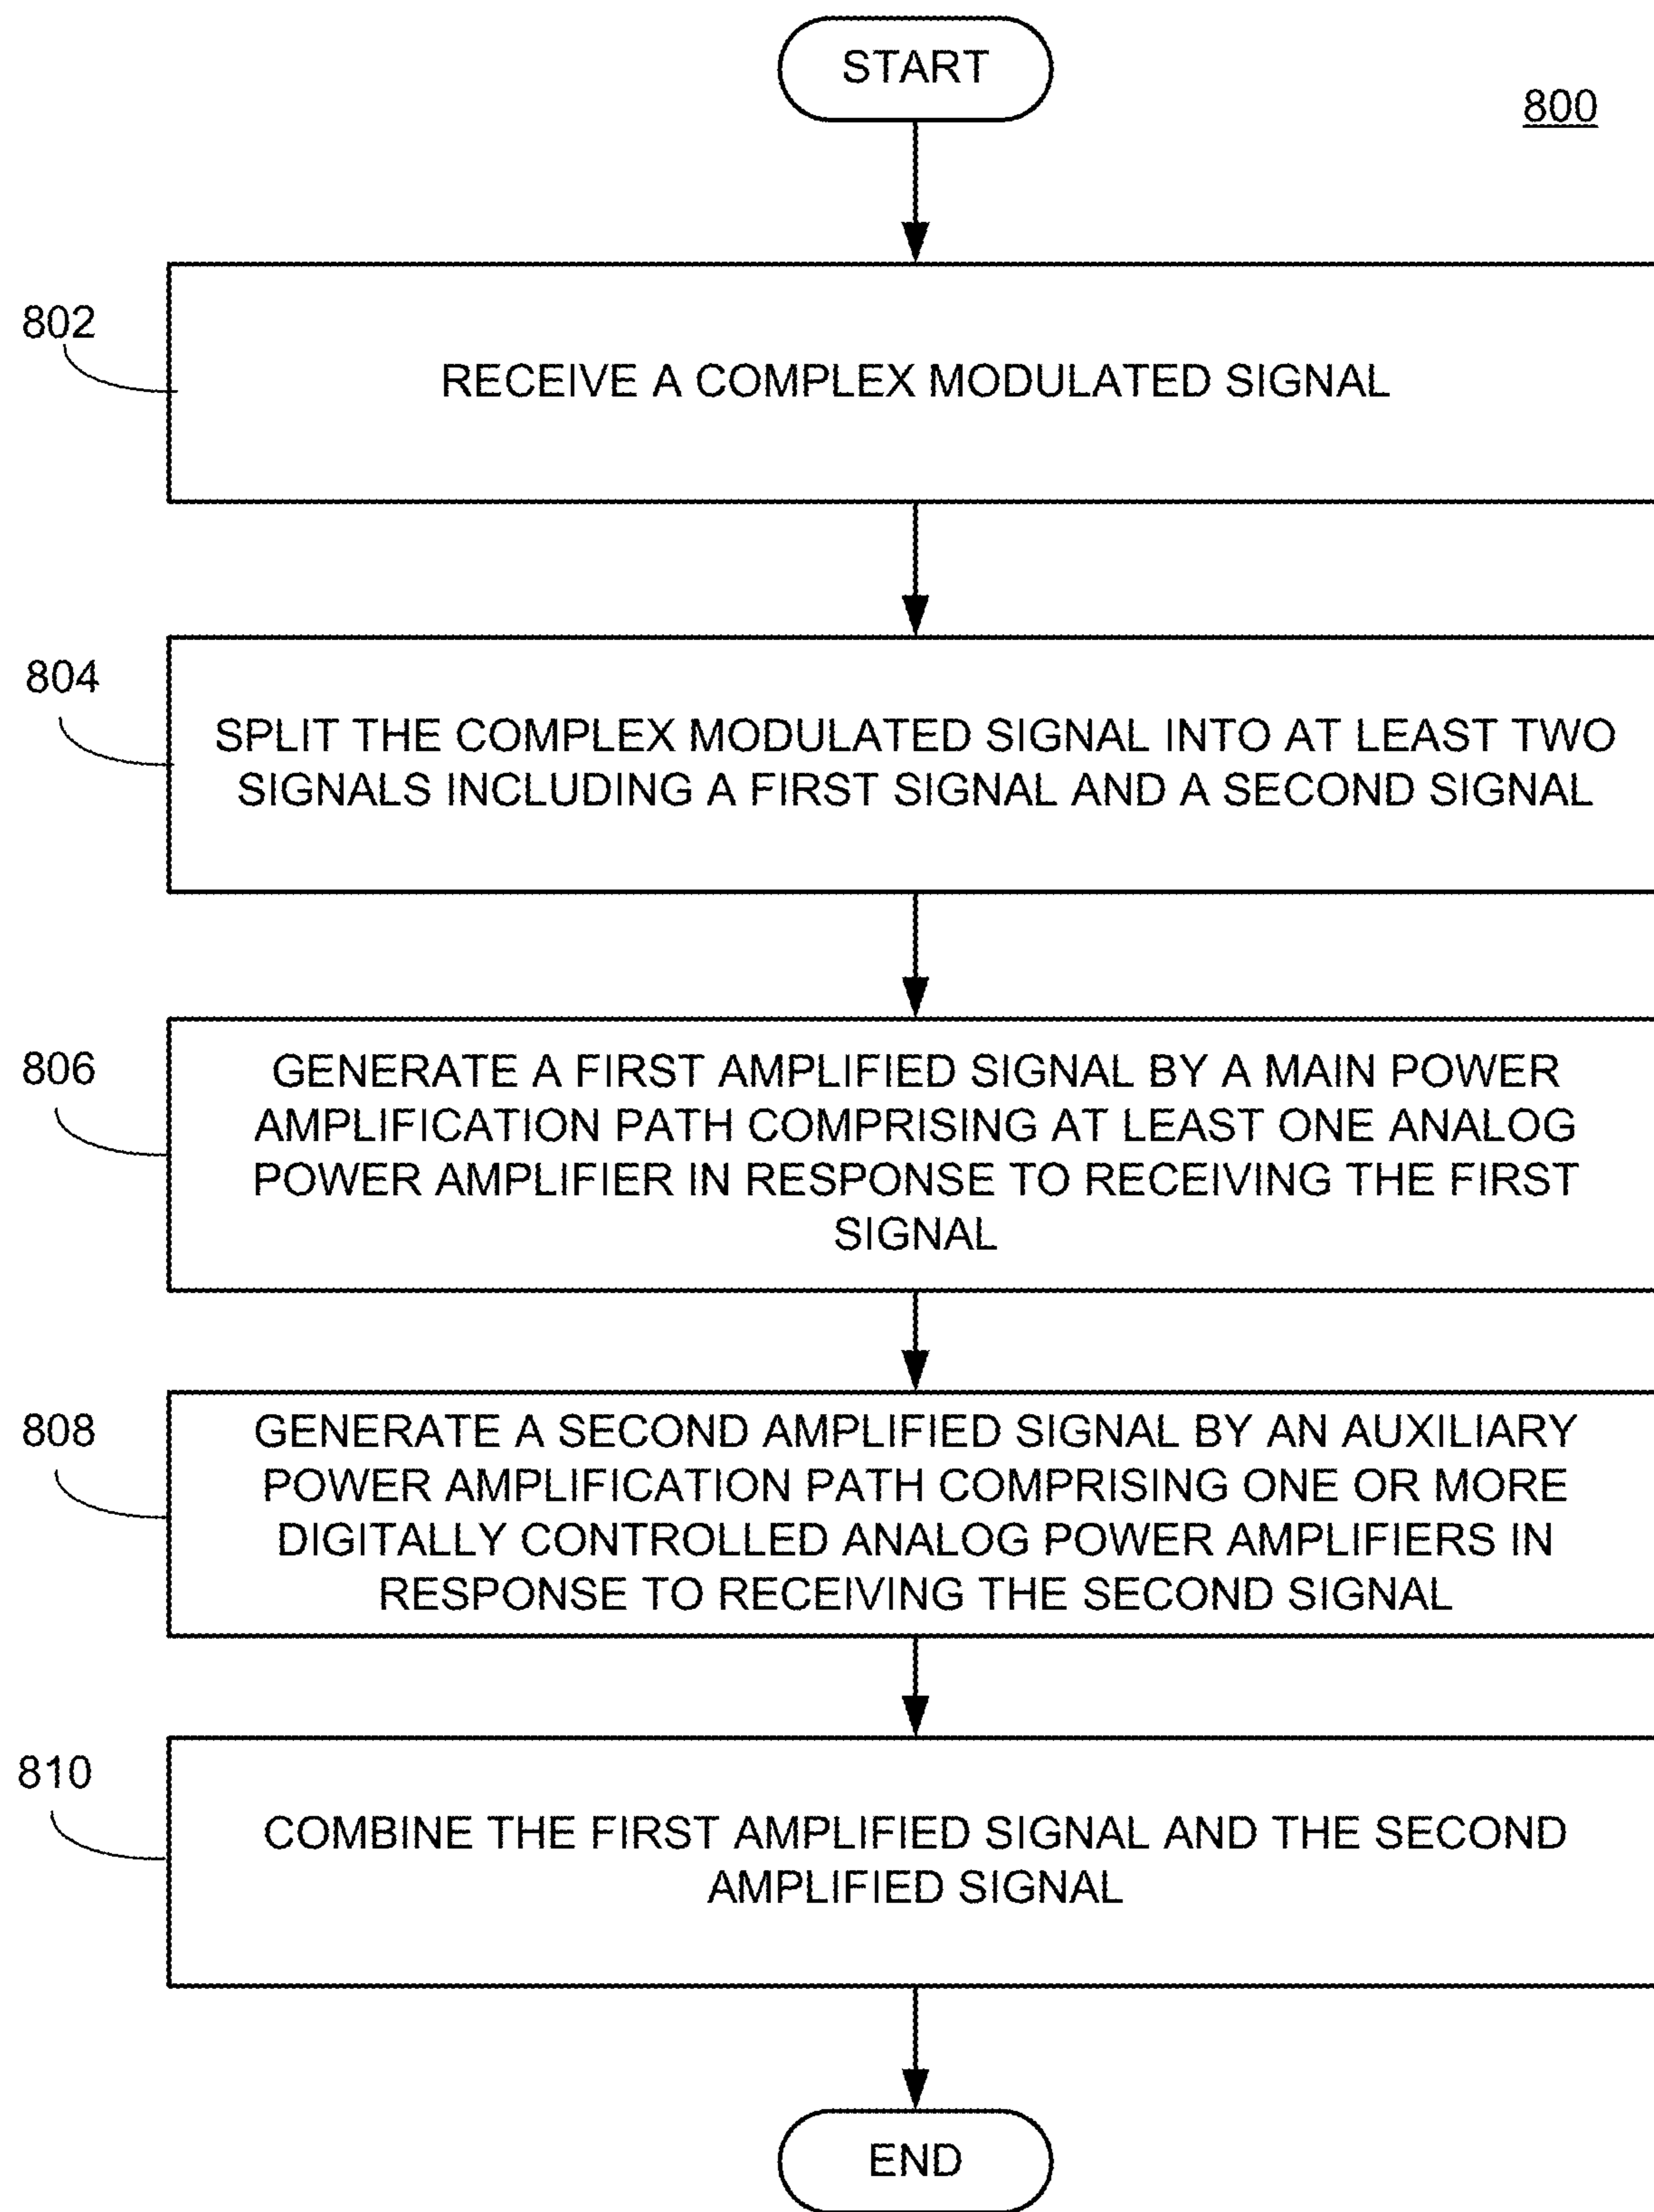 START
800
802
RECEIVE A COMPLEX MODULATED SIGNAL
804
SPLIT THE COMPLEX MODULATED SIGNAL INTO AT LEAST TWO
SIGNALS INCLUDING A FIRST SIGNAL AND A SECOND SIGNAL
806
GENERATE A FIRST AMPLIFIED SIGNAL BY A MAIN POWER
AMPLIFICATION PATH COMPRISING AT LEAST ONE ANALOG
POWER AMPLIFIER IN RESPONSE TO RECEIVING THE FIRST
SIGNAL
808
GENERATE A SECOND AMPLIFIED SIGNAL BY AN AUXILIARY
POWER AMPLIFICATION PATH COMPRISING ONE OR MORE
DIGITALLY CONTROLLED ANALOG POWER AMPLIFIERS IN
RESPONSE TO RECEIVING THE SECOND SIGNAL
810
COMBINE THE FIRST AMPLIFIED SIGNAL AND THE SECOND
AMPLIFIED SIGNAL
END